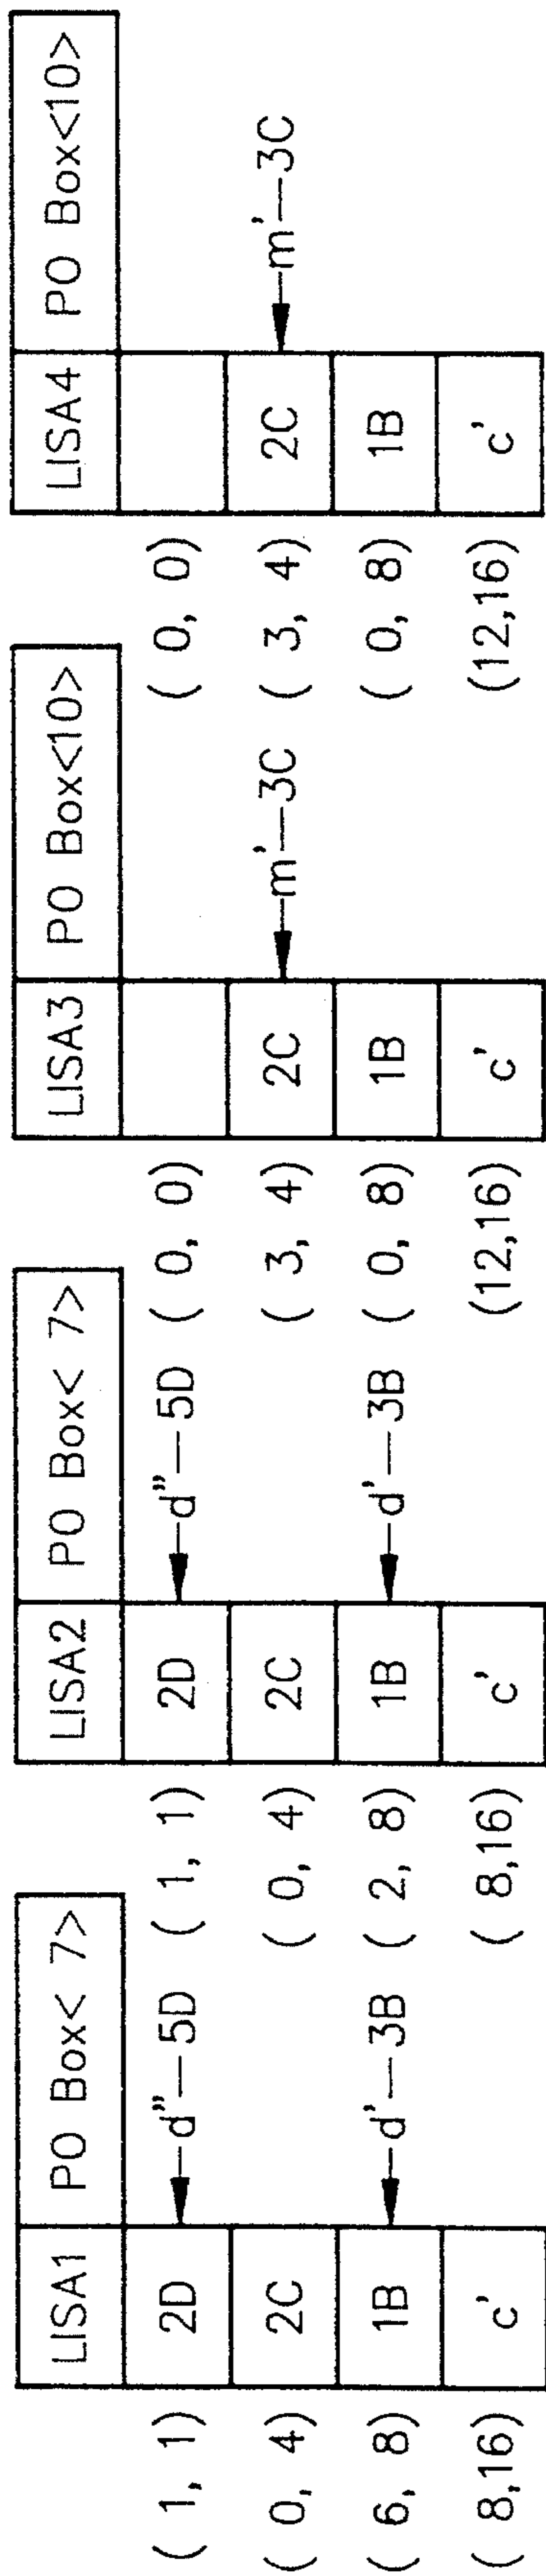 LISA1 PO Box< 7> LISA2 PO Box< 7> LISA3 PO Box<10> LISA4 PO Box<10>
( 1, 1) 2D d"—5D ( 1, 1) 2D d"—5D ( 0, 0) ( 0, 0)
( 0, 4) 2C ( 0, 4) 2C ( 3, 4) 2C m'—3C ( 3, 4) 2C m'—3C
( 6, 8) 1B d'—3B ( 2, 8) 1B d'—3B ( 0, 8) 1B ( 0, 8) 1B
( 8,16) c' ( 8,16) c' (12,16) c' (12,16) c'